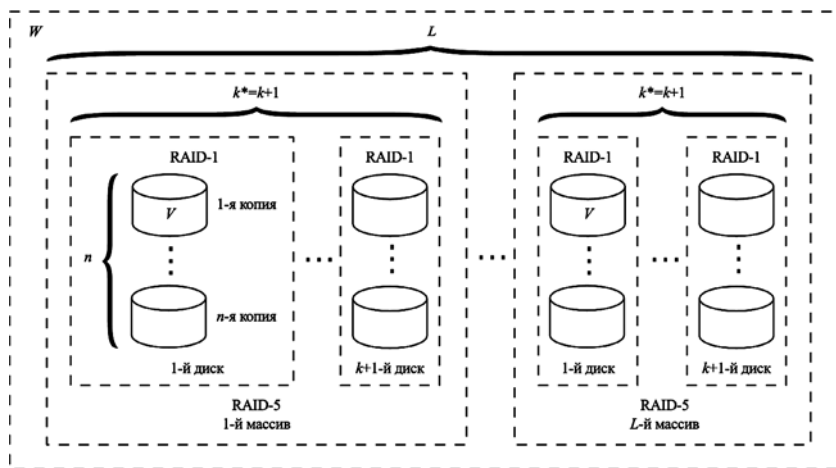 W
L
k*=k+1
k*=k+1
RAID-1
RAID-1
RAID-1
RAID-1
V
1-я копия
V
n
n-я копия
1-й диск
k+1-й диск
1-й диск
k+1-й диск
RAID-5
1-й массив
RAID-5
L-й массив